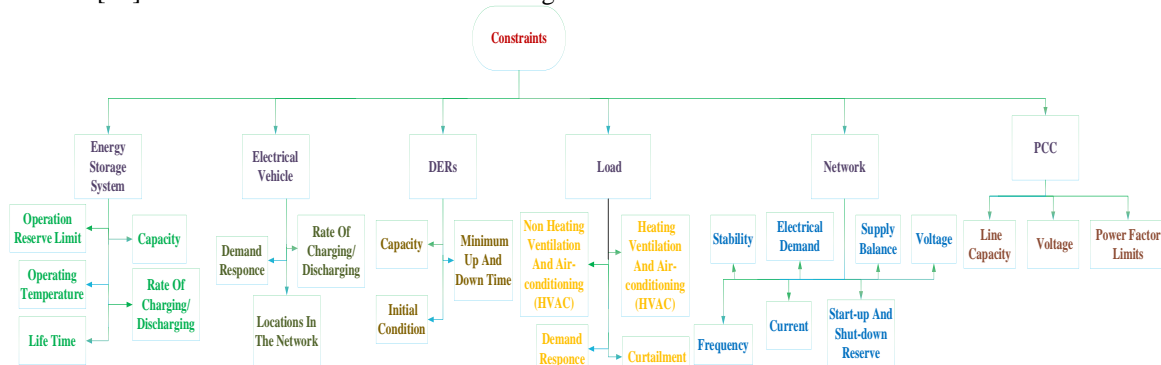 Constraints
Energy
Storage
System
Electrical
Vehicle
DERs
Load
Network
PCC
Operation
Reserve Limit
Capacity
Operating
Temperature
Rate Of
Charging/
Discharging
Life Time
Demand
Responce
Rate Of
Charging/
Discharging
Locations In
The Network
Capacity
Minimum
Up And
Down Time
Initial
Condition
Non Heating
Ventilation
And Air-
conditioning
(HVAC)
Heating
Ventilation
And Air-
conditioning
(HVAC)
Demand
Responce
Curtailment
Stability
Electrical
Demand
Supply
Balance
Voltage
Frequency
Current
Start-up And
Shut-down
Reserve
Line
Capacity
Voltage
Power Factor
Limits